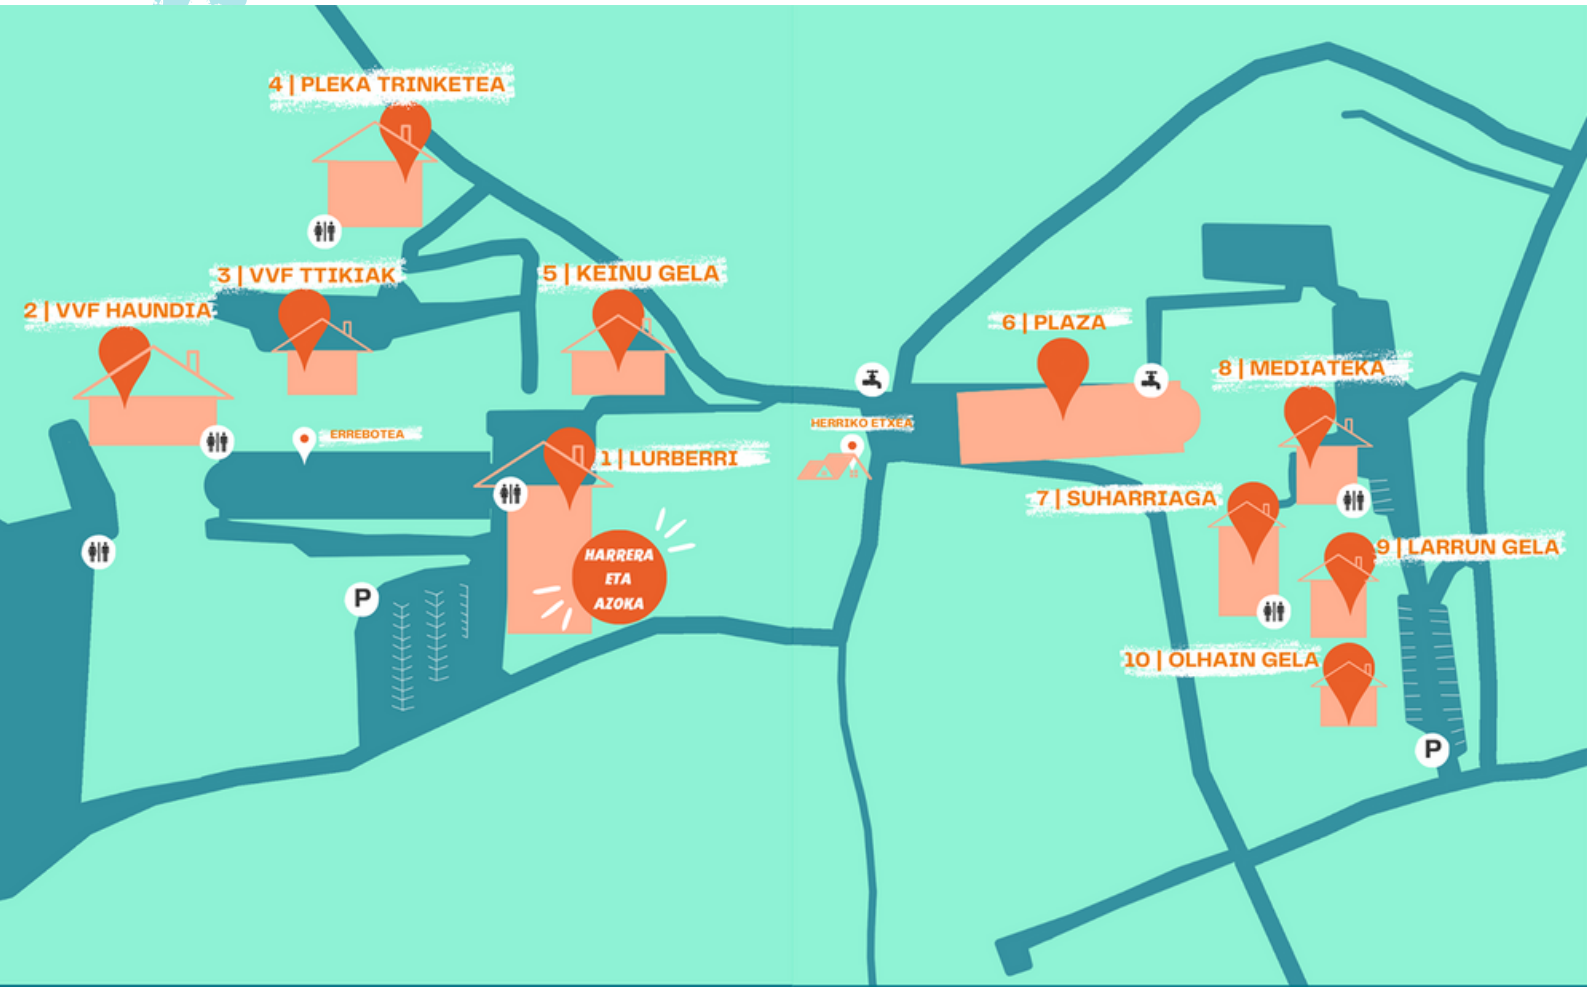 4 | PLEKA TRINKETEA
3 | VVF TTIKIAK
5 | KEINU GELA
2 | VVF HAUNDIA
6 | PLAZA
8 | MEDIATEKA
HERRIKO ETXEA
ERREBOTEA
1 | LURBERRI
7 | SUHARRIAGA
HARRERA
ETA
AZOKA
9 | LARRUN GELA
P
10 | OLHAIN GELA
P